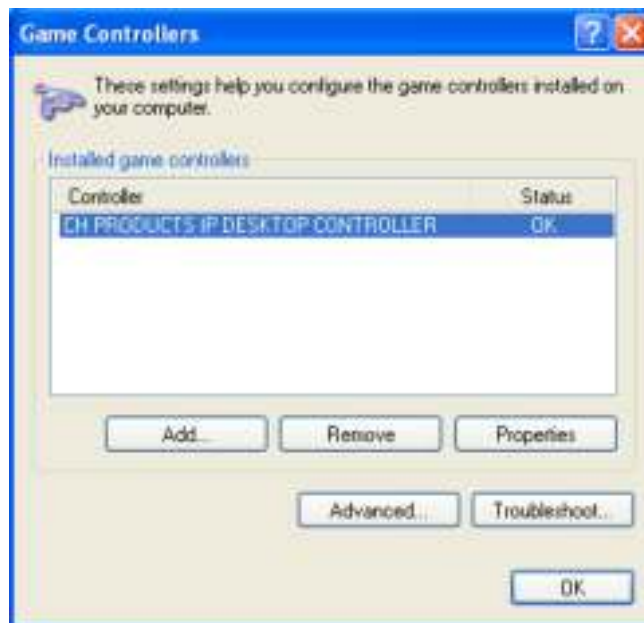 Game Controllers
These settings help you configure the game controllers installed on
your computer.
Installed game controllers
Controller Status
CH PRODUCTS IP DESKTOP CONTROLLER OK
Add... Remove Properties
Advanced... Troubleshoot...
OK